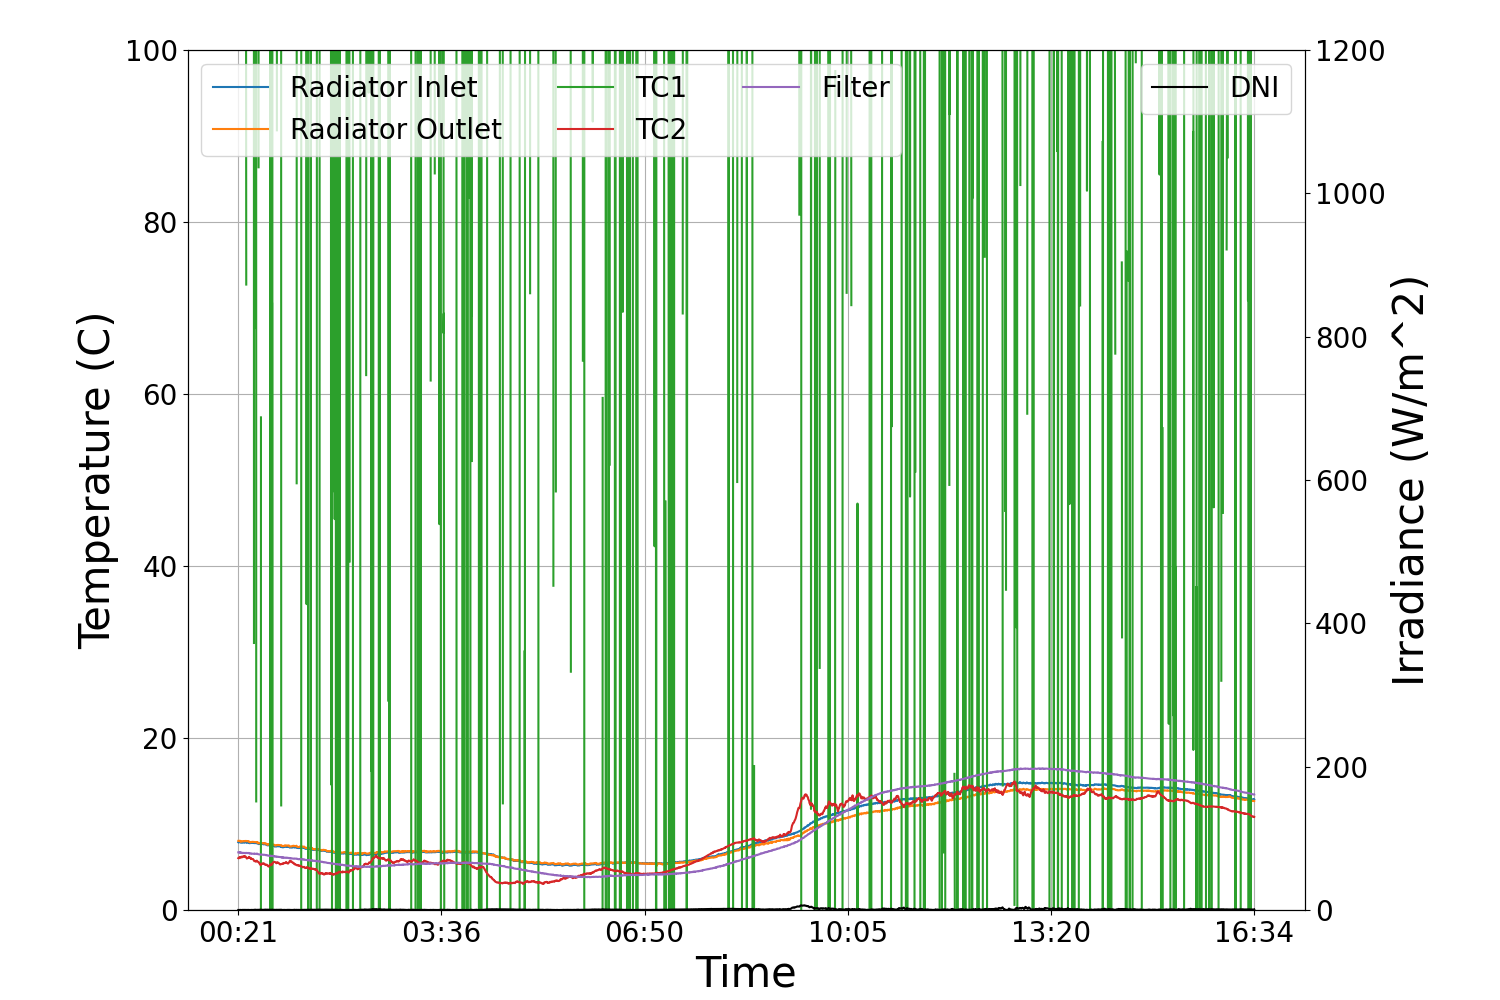 100
80
60
40
20
0
Temperature (C)
Radiator Inlet
Radiator Outlet
TC1
TC2
Filter
DNI
1200
1000
800
600
400
200
0
Irradiance (W/m^2)
00:21 03:36 06:50 10:05 13:20 16:34
Time